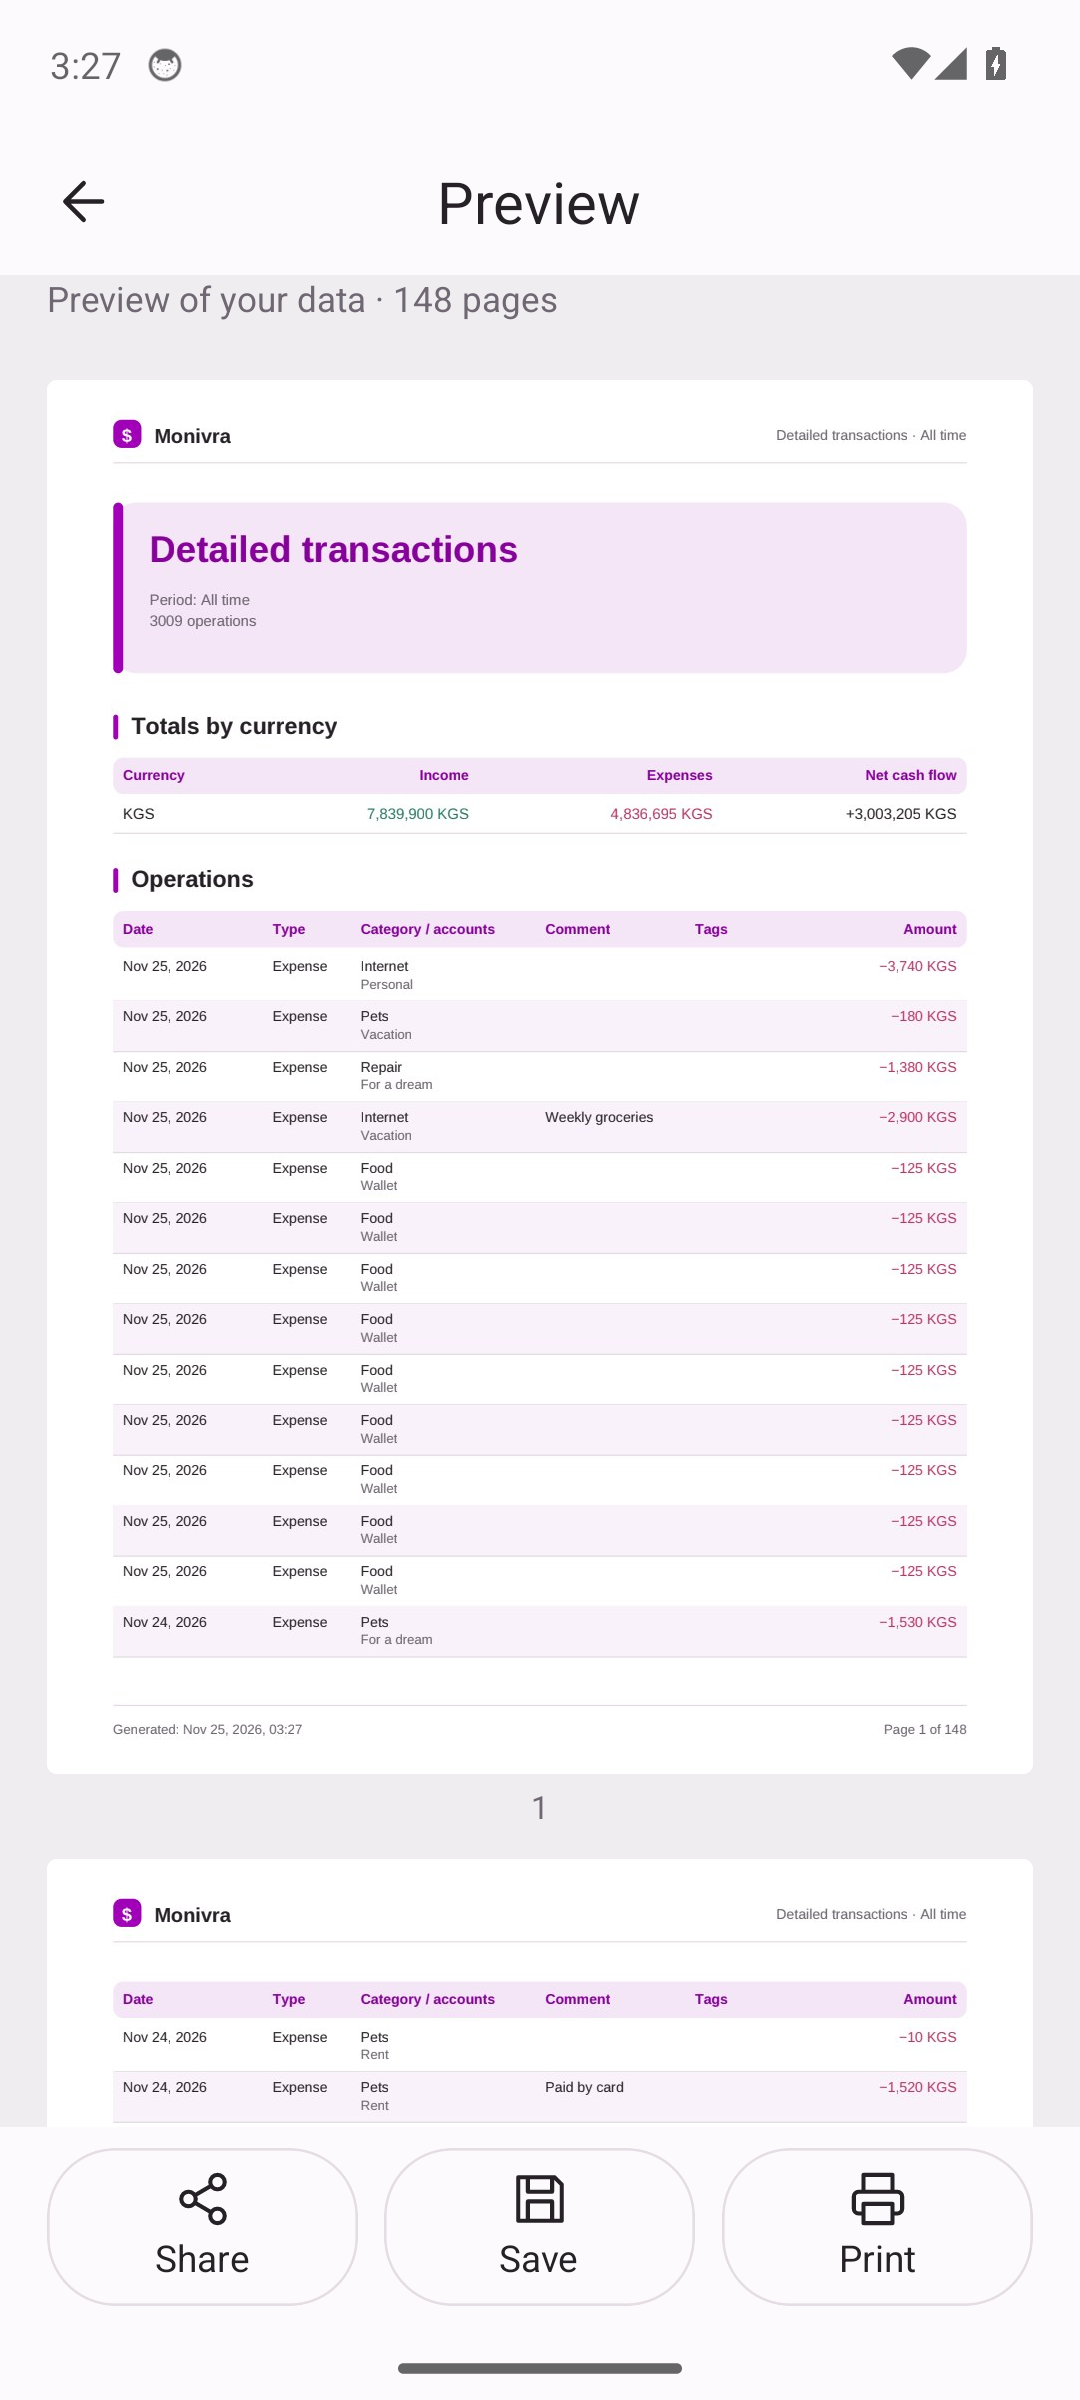 3:27
Preview
Preview of your data · 148 pages
$ Monivra Detailed transactions · All time
Detailed transactions
Period: All time
3009 operations
Totals by currency
Currency Income Expenses Net cash flow
KGS 7,839,900 KGS 4,836,695 KGS +3,003,205 KGS
Operations
Date Type Category / accounts Comment Tags Amount
Nov 25, 2026 Expense Internet −3,740 KGS
Personal
Nov 25, 2026 Expense Pets −180 KGS
Vacation
Nov 25, 2026 Expense Repair −1,380 KGS
For a dream
Nov 25, 2026 Expense Internet Weekly groceries −2,900 KGS
Vacation
Nov 25, 2026 Expense Food −125 KGS
Wallet
Nov 25, 2026 Expense Food −125 KGS
Wallet
Nov 25, 2026 Expense Food −125 KGS
Wallet
Nov 25, 2026 Expense Food −125 KGS
Wallet
Nov 25, 2026 Expense Food −125 KGS
Wallet
Nov 25, 2026 Expense Food −125 KGS
Wallet
Nov 25, 2026 Expense Food −125 KGS
Wallet
Nov 25, 2026 Expense Food −125 KGS
Wallet
Nov 25, 2026 Expense Food −125 KGS
Wallet
Nov 24, 2026 Expense Pets −1,530 KGS
For a dream
Generated: Nov 25, 2026, 03:27 Page 1 of 148
1
$ Monivra Detailed transactions · All time
Date Type Category / accounts Comment Tags Amount
Nov 24, 2026 Expense Pets −10 KGS
Rent
Nov 24, 2026 Expense Pets Paid by card −1,520 KGS
Rent
Share Save Print